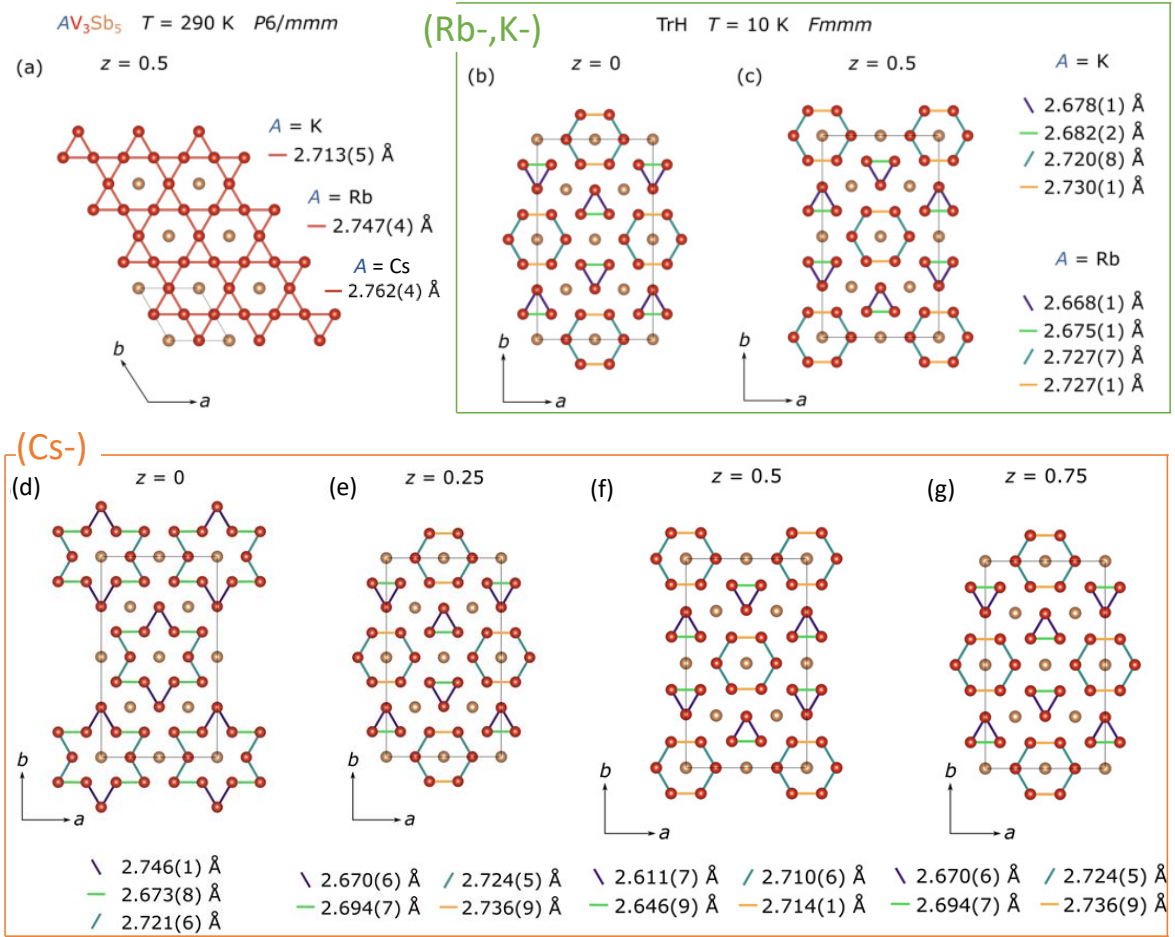 AV₃Sb₅ T = 290 K P6/mmm
(a) z = 0.5
A = K
2.713(5) Å
A = Rb
2.747(4) Å
A = Cs
2.762(4) Å
b
a
(Rb-,K-)
TrH T = 10 K Fmmm
(b) z = 0
b
a
(c) z = 0.5
b
a
A = K
2.678(1) Å
2.682(2) Å
2.720(8) Å
2.730(1) Å
A = Rb
2.668(1) Å
2.675(1) Å
2.727(7) Å
2.727(1) Å
(Cs-)
(d) z = 0
b
a
2.746(1) Å
2.673(8) Å
2.721(6) Å
(e) z = 0.25
b
a
2.670(6) Å 2.724(5) Å
2.694(7) Å 2.736(9) Å
(f) z = 0.5
b
a
2.611(7) Å 2.710(6) Å
2.646(9) Å 2.714(1) Å
(g) z = 0.75
b
a
2.670(6) Å 2.724(5) Å
2.694(7) Å 2.736(9) Å